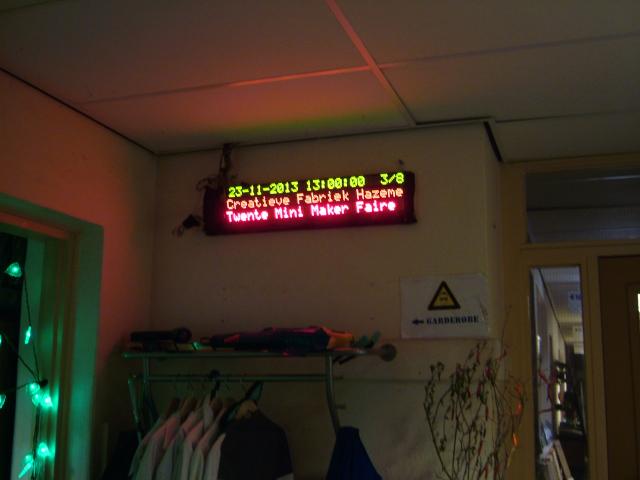 23-11-2013 13:00:00 3/8
Creatieve Fabriek Hazeme
Twente Mini Maker Faire
GARDEROBE